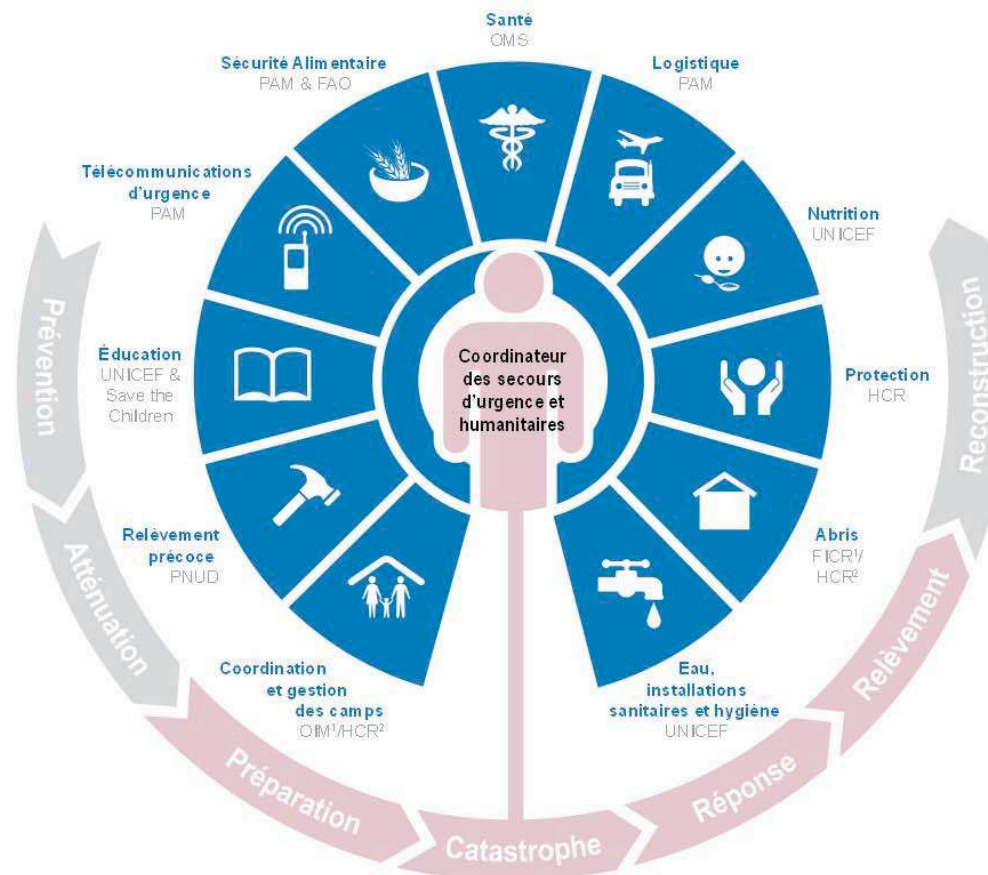 Santé
OMS
Logistique
PAM
Nutrition
UNICEF
Protection
HCR
Abris
FICR¹/
HCR²
Eau,
installations
sanitaires et hygiène
UNICEF
Coordination
et gestion
des camps
OIM¹/HCR²
Relèvement
précoce
PNUD
Éducation
UNICEF &
Save the
Children
Télécommunications
d'urgence
PAM
Sécurité Alimentaire
PAM & FAO
Coordinateur
des secours
d'urgence et
humanitaires
Prévention
Atténuation
Préparation
Catastrophe
Réponse
Relèvement
Reconstruction